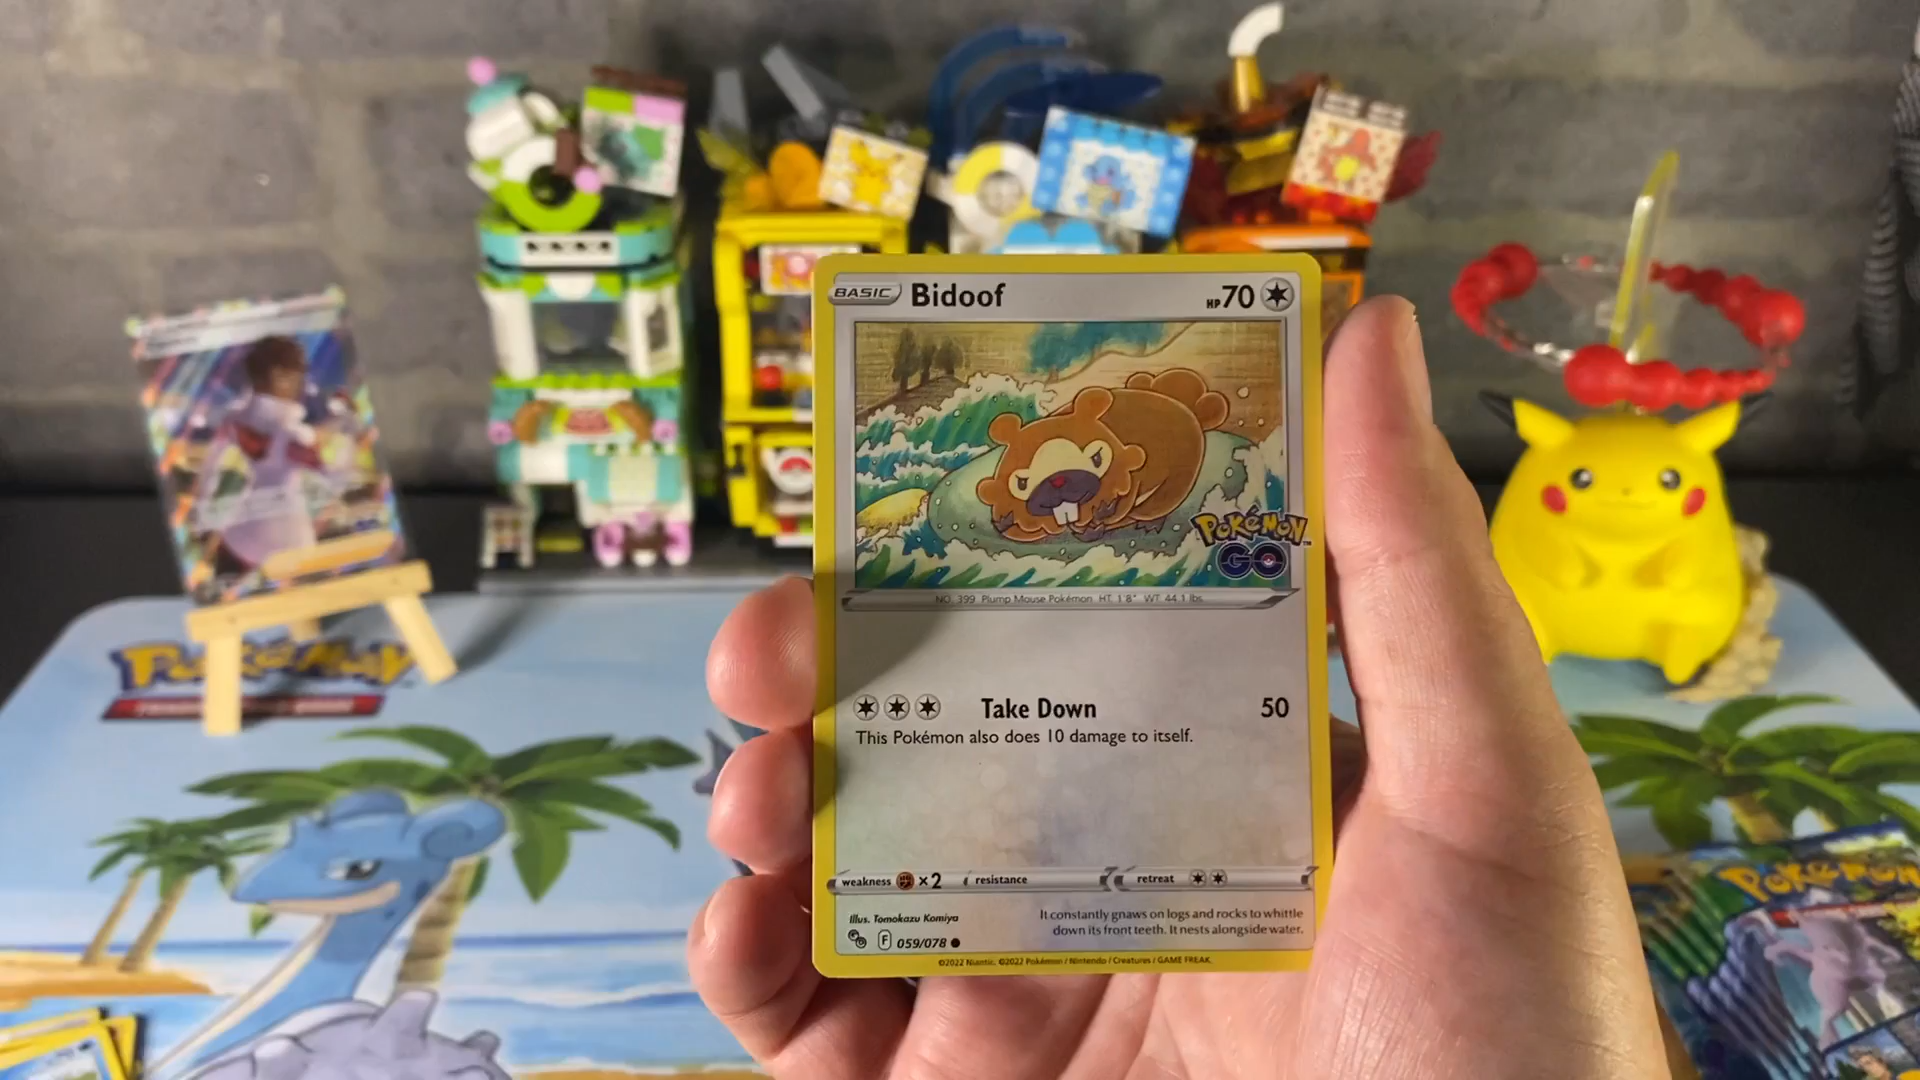 BASIC Bidoof HP70
POKéMON
GO
NO. 399 Plump Mouse Pokémon HT 1'8" WT 44.1 lbs
Take Down 50
This Pokémon also does 10 damage to itself.
weakness ×2 resistance retreat
Illus. Tomokazu Komiya
It constantly gnaws on logs and rocks to whittle
down its front teeth. It nests alongside water.
F 059/078
©2022 Niantic. ©2022 Pokémon / Nintendo / Creatures / GAME FREAK.
POKéMON
POKéMON